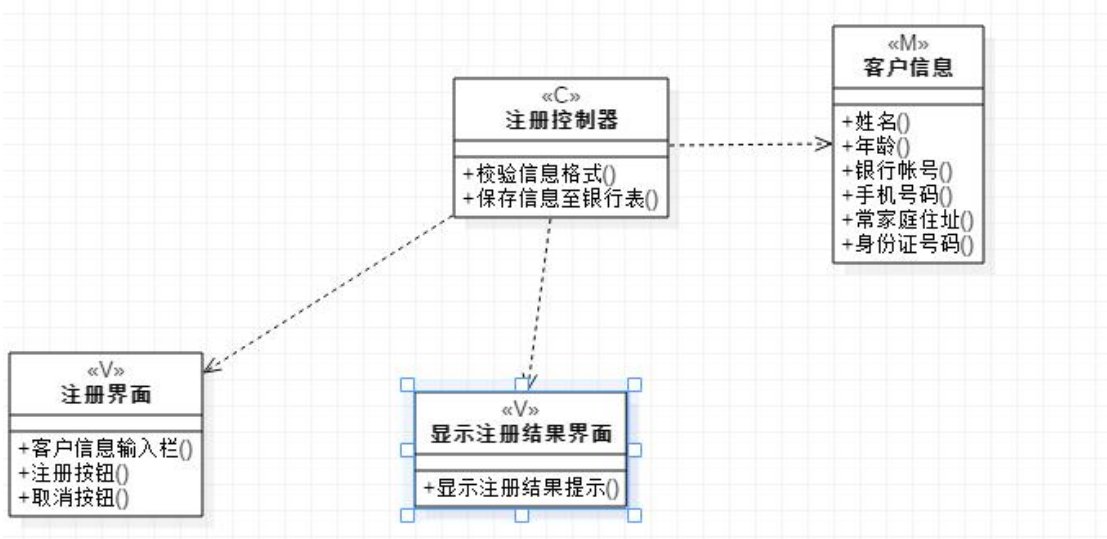 «M»
客户信息
+姓名()
+年龄()
+银行帐号()
+手机号码()
+常家庭住址()
+身份证号码()
«C»
注册控制器
+校验信息格式()
+保存信息至银行表()
«V»
注册界面
+客户信息输入栏()
+注册按钮()
+取消按钮()
«V»
显示注册结果界面
+显示注册结果提示()